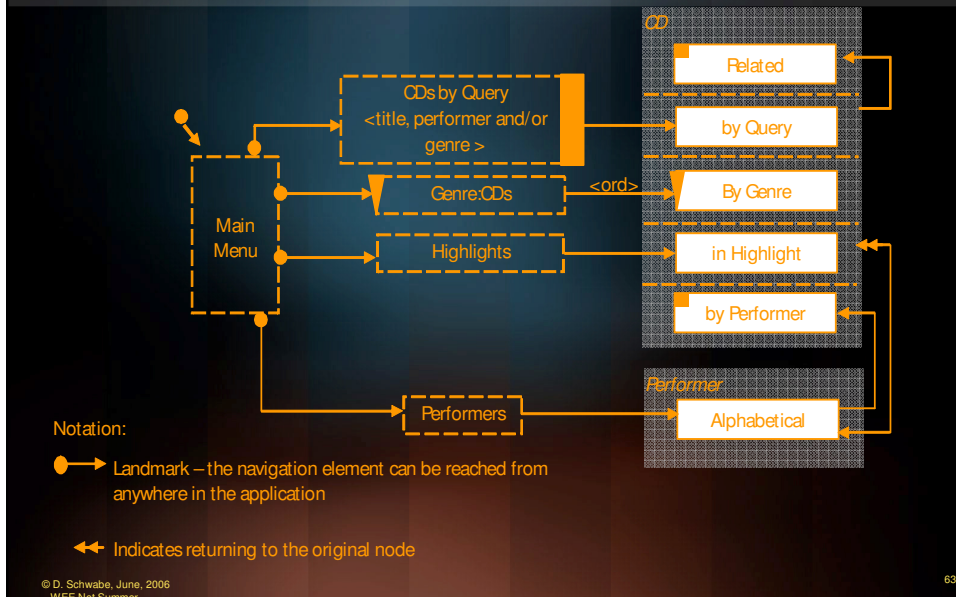 CD
Related
CDs by Query
<title, performer and/or
genre >
by Query
Genre:CDs
<ord>
By Genre
Main
Menu
Highlights
in Highlight
by Performer
Performer
Performers
Alphabetical
Notation:
Landmark – the navigation element can be reached from
anywhere in the application
Indicates returning to the original node
© D. Schwabe, June, 2006
63